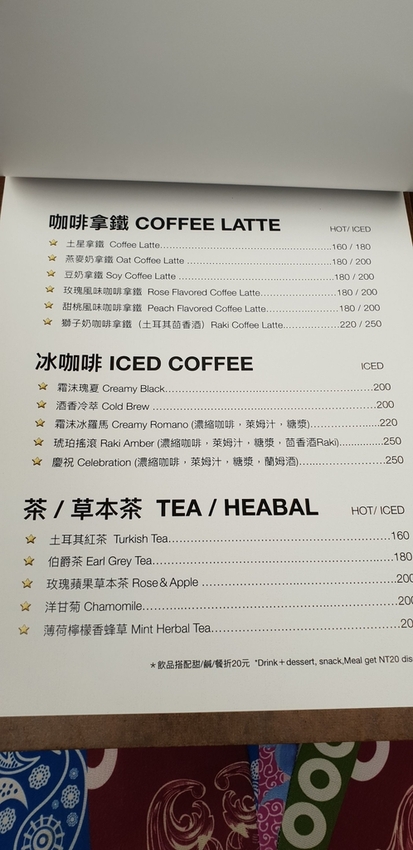 咖啡拿鐵 COFFEE LATTE HOT/ ICED
土星拿鐵 Coffee Latte 160 / 180
燕麥奶拿鐵 Oat Coffee Latte 180 / 200
豆奶拿鐵 Soy Coffee Latte 180 / 200
玫瑰風味咖啡拿鐵 Rose Flavored Coffee Latte 180 / 200
甜桃風味咖啡拿鐵 Peach Flavored Coffee Latte 180 / 200
獅子奶咖啡拿鐵（土耳其茴香酒）Raki Coffee Latte 220 / 250
冰咖啡 ICED COFFEE ICED
霜沫瑰夏 Creamy Black 200
酒香冷萃 Cold Brew 200
霜沫冰羅馬 Creamy Romano (濃縮咖啡，萊姆汁，糖漿) 220
琥珀搖滾 Raki Amber (濃縮咖啡，萊姆汁，糖漿，茴香酒Raki) 250
慶祝 Celebration (濃縮咖啡，萊姆汁，糖漿，蘭姆酒) 250
茶 / 草本茶 TEA / HEABAL HOT/ ICED
土耳其紅茶 Turkish Tea 160
伯爵茶 Earl Grey Tea 180
玫瑰蘋果草本茶 Rose & Apple 200
洋甘菊 Chamomile
薄荷檸檬香蜂草 Mint Herbal Tea
＊飲品搭配甜/鹹/餐折20元 *Drink＋dessert, snack,Meal get NT20